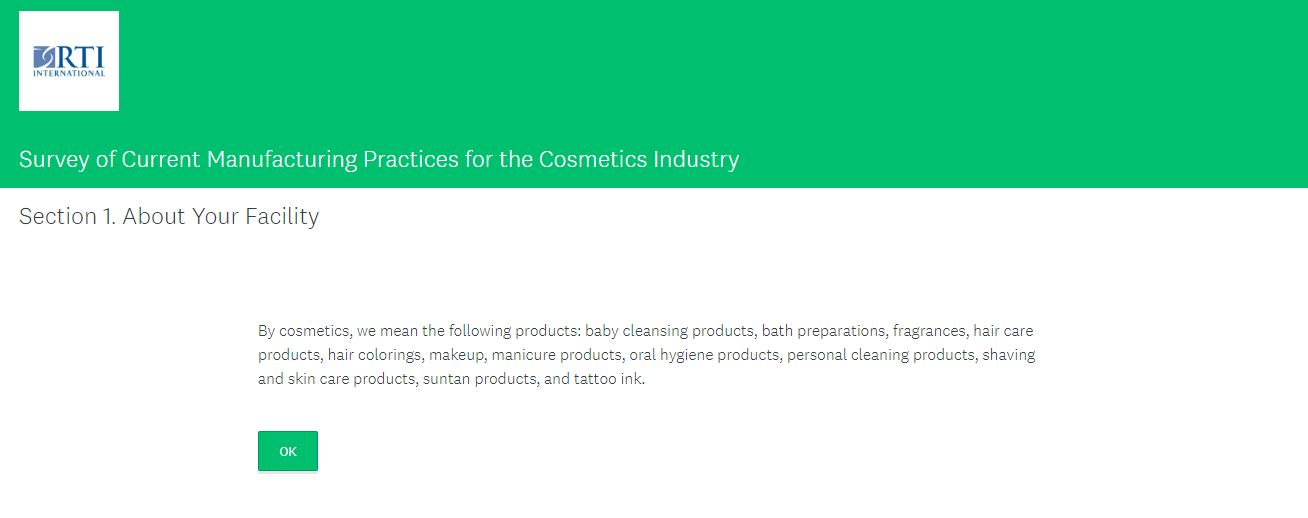 RTI
INTERNATIONAL
Survey of Current Manufacturing Practices for the Cosmetics Industry
Section 1. About Your Facility
By cosmetics, we mean the following products: baby cleansing products, bath preparations, fragrances, hair care
products, hair colorings, makeup, manicure products, oral hygiene products, personal cleaning products, shaving
and skin care products, suntan products, and tattoo ink.
OK